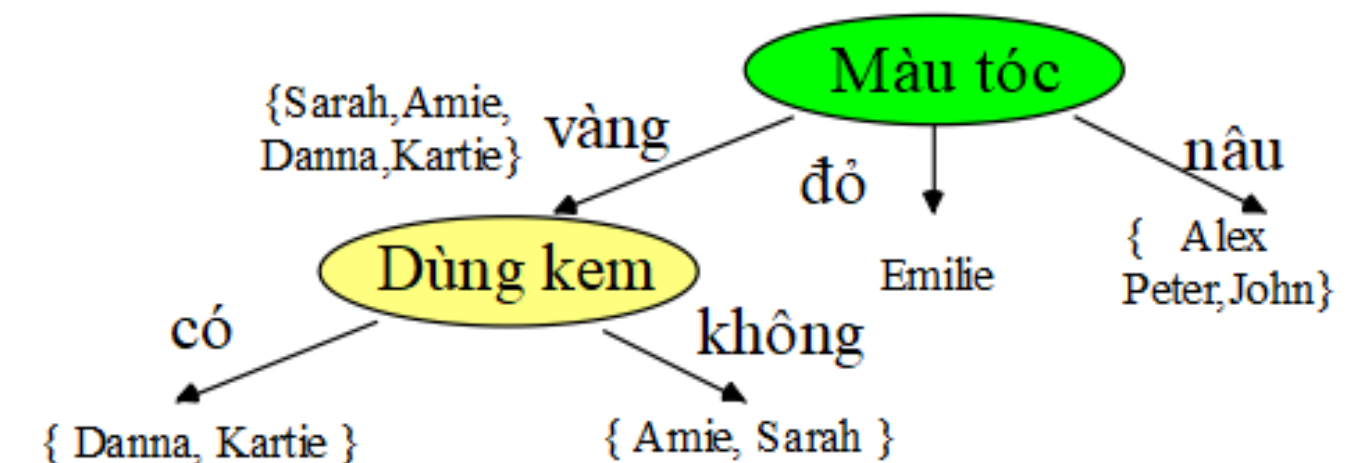 Màu tóc
{Sarah,Amie,
Danna,Kartie}
vàng
đỏ
nâu
Dùng kem
Emilie
{ Alex
Peter,John}
có
không
{ Danna, Kartie }
{ Amie, Sarah }